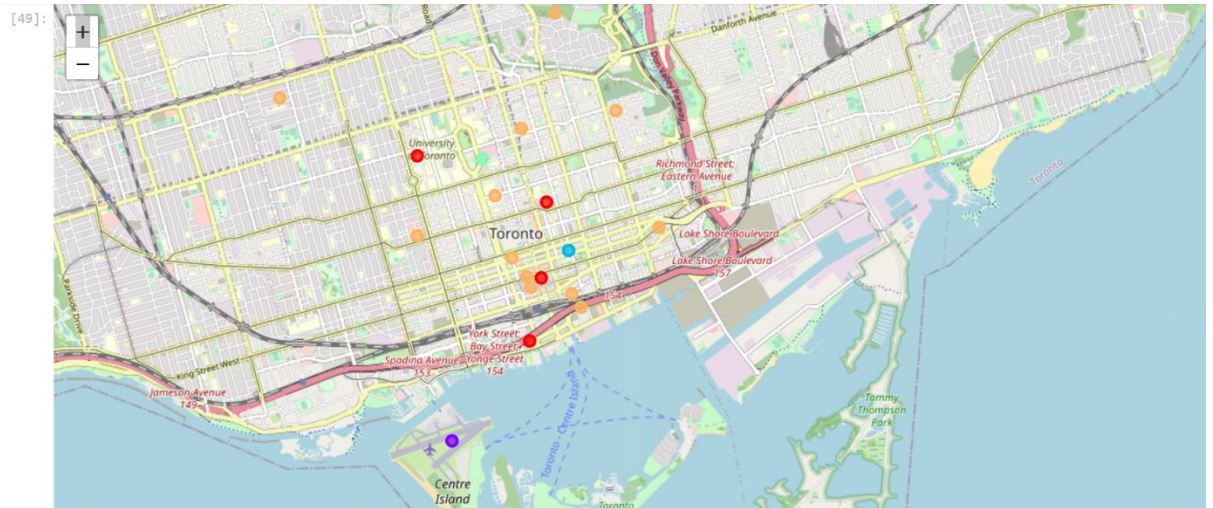 [49]:
+
−
Danforth Avenue
Road
Don Valley Parkway
University
Toronto
Richmond Street;
Eastern Avenue
Toronto
Toronto
Lake Shore Boulevard
Lake Shore Boulevard
157
Parkside Drive
154
King Street West
York Street;
Bay Street;
Yonge Street
154
Spadina Avenue
153
Jameson Avenue
149
Toronto - Centre Island
Tommy
Thompson
Park
Centre
Island
Toronto